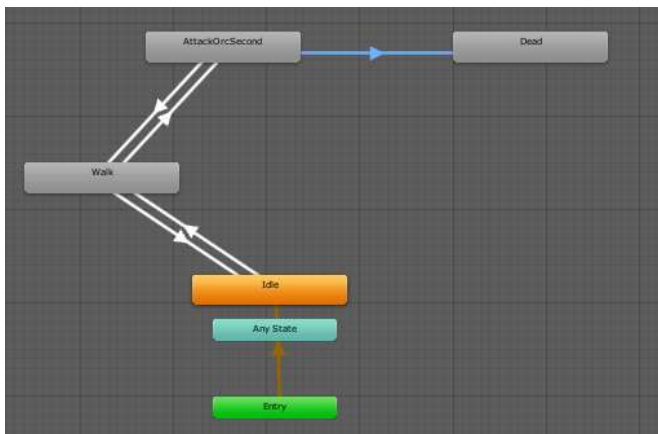 AttackOrcSecond
Dead
Walk
Idle
Any State
Entry